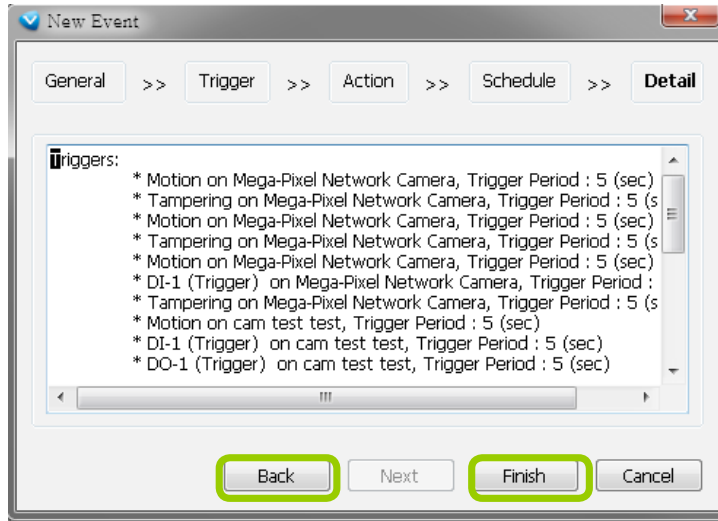 New Event
General >> Trigger >> Action >> Schedule >> Detail
Triggers:
* Motion on Mega-Pixel Network Camera, Trigger Period : 5 (sec)
* Tampering on Mega-Pixel Network Camera, Trigger Period : 5 (s
* Motion on Mega-Pixel Network Camera, Trigger Period : 5 (sec)
* Tampering on Mega-Pixel Network Camera, Trigger Period : 5 (s
* Motion on Mega-Pixel Network Camera, Trigger Period : 5 (sec)
* DI-1 (Trigger) on Mega-Pixel Network Camera, Trigger Period :
* Tampering on Mega-Pixel Network Camera, Trigger Period : 5 (s
* Motion on cam test test, Trigger Period : 5 (sec)
* DI-1 (Trigger) on cam test test, Trigger Period : 5 (sec)
* DO-1 (Trigger) on cam test test, Trigger Period : 5 (sec)
Back Next Finish Cancel